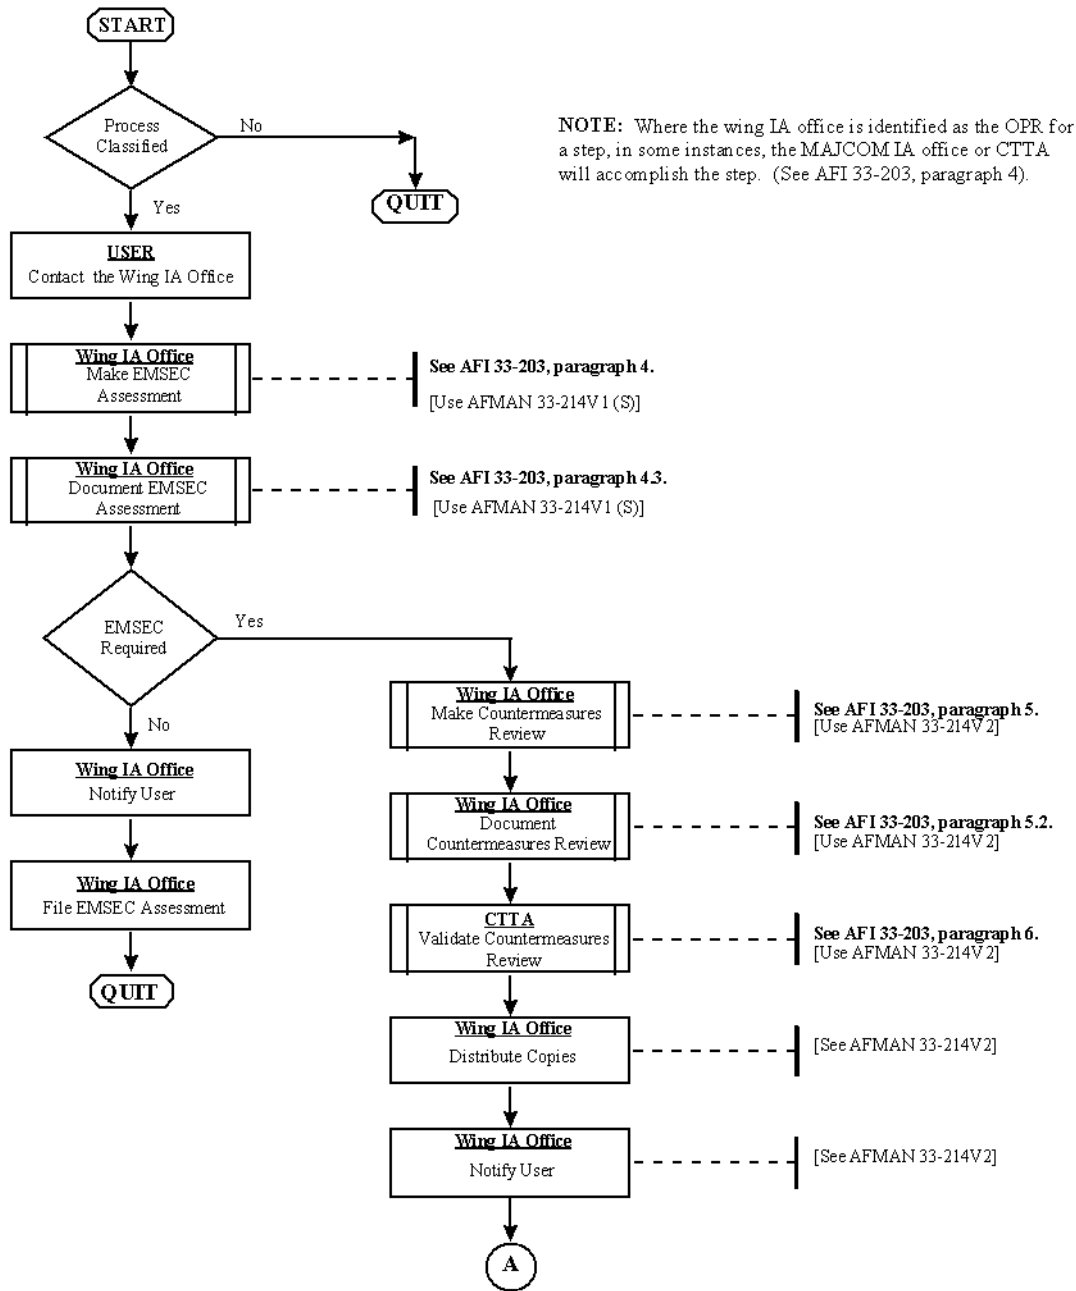 START
Process
Classified
No
NOTE: Where the wing IA office is identified as the OPR for
a step, in some instances, the MAJCOM IA office or CTTA
will accomplish the step. (See AFI 33-203, paragraph 4).
QUIT
Yes
USER
Contact the Wing IA Office
Wing IA Office
Make EMSEC
Assessment
See AFI 33-203, paragraph 4.
[Use AFMAN 33-214V1 (S)]
Wing IA Office
Document EMSEC
Assessment
See AFI 33-203, paragraph 4.3.
[Use AFMAN 33-214V1 (S)]
EMSEC
Required
Yes
No
Wing IA Office
Notify User
Wing IA Office
File EMSEC Assessment
QUIT
Wing IA Office
Make Countermeasures
Review
See AFI 33-203, paragraph 5.
[Use AFMAN 33-214V2]
Wing IA Office
Document
Countermeasures Review
See AFI 33-203, paragraph 5.2.
[Use AFMAN 33-214V2]
CTTA
Validate Countermeasures
Review
See AFI 33-203, paragraph 6.
[Use AFMAN 33-214V2]
Wing IA Office
Distribute Copies
[See AFMAN 33-214V2]
Wing IA Office
Notify User
[See AFMAN 33-214V2]
A